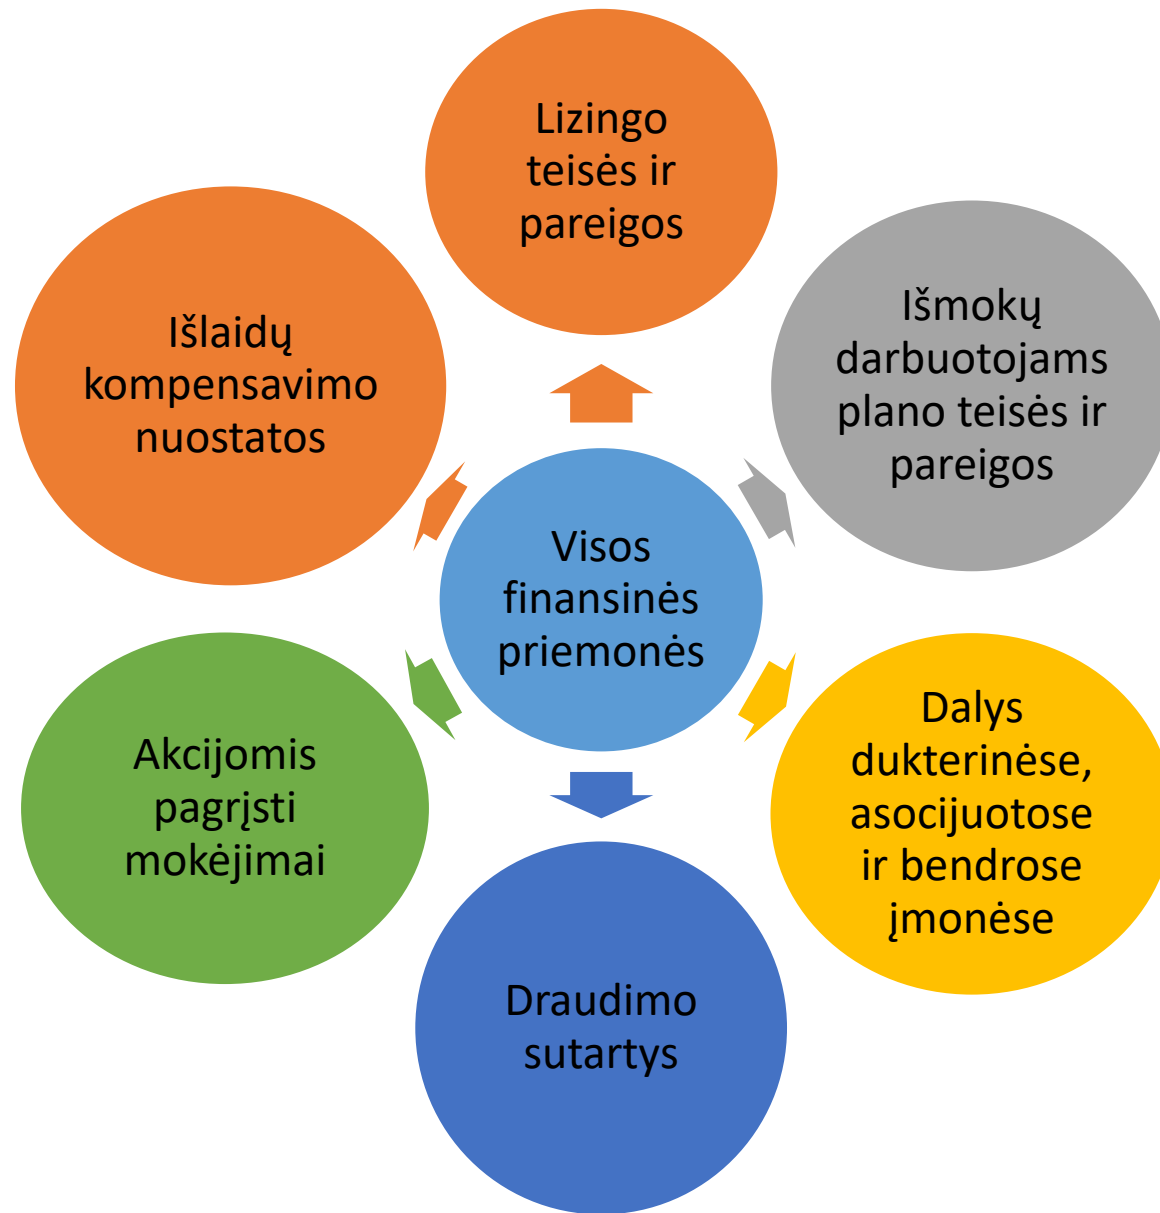 Lizingo
teisės ir
pareigos
Išmokų
darbuotojams
plano teisės ir
pareigos
Dalys
dukterinėse,
asocijuotose
ir bendrose
įmonėse
Draudimo
sutartys
Akcijomis
pagrįsti
mokėjimai
Išlaidų
kompensavimo
nuostatos
Visos
finansinės
priemonės